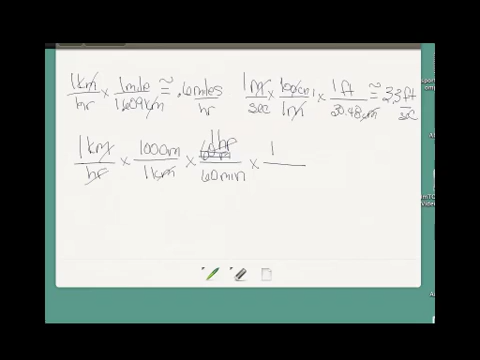 1km/hr × 1mile/1.609km ≈ .6miles/hr
1m/sec × 100cm/1m × 1ft/30.48cm ≈ 3.3ft/sec
1km/hr × 1000m/1km × 1hr/60min × 1